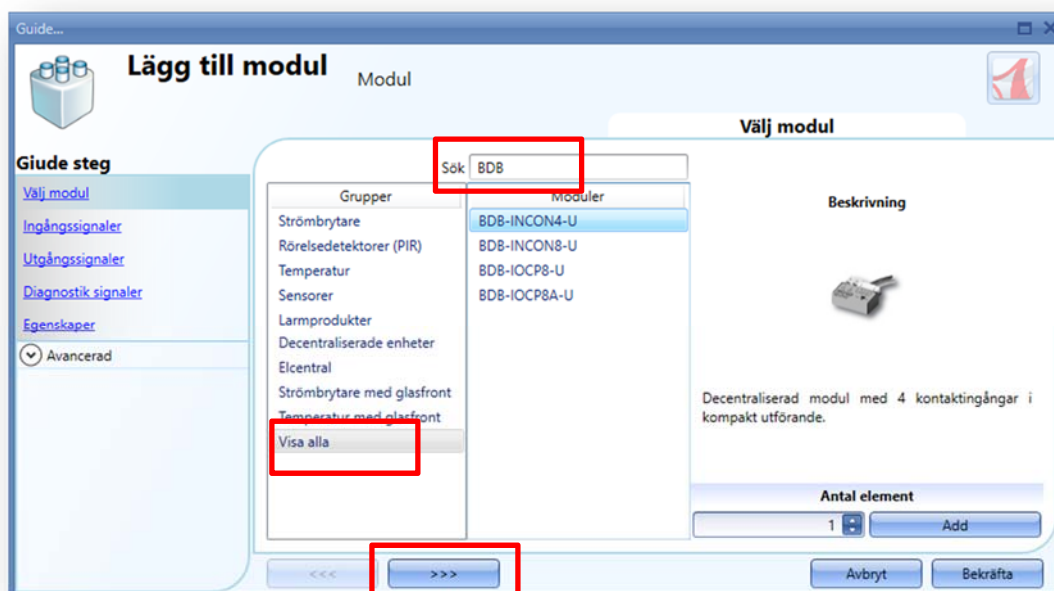 Guide...
Lägg till modul
Modul
Välj modul
Giude steg
Välj modul
Ingångssignaler
Utgångssignaler
Diagnostik signaler
Egenskaper
Avancerad
Sök BDB
Grupper
Strömbrytare
Rörelsedetektorer (PIR)
Temperatur
Sensorer
Larmprodukter
Decentraliserade enheter
Elcentral
Strömbrytare med glasfront
Temperatur med glasfront
Visa alla
Moduler
BDB-INCON4-U
BDB-INCON8-U
BDB-IOCP8-U
BDB-IOCP8A-U
Beskrivning
Decentraliserad modul med 4 kontaktingångar i
kompakt utförande.
Antal element
1 Add
<<< >>> Avbryt Bekräfta